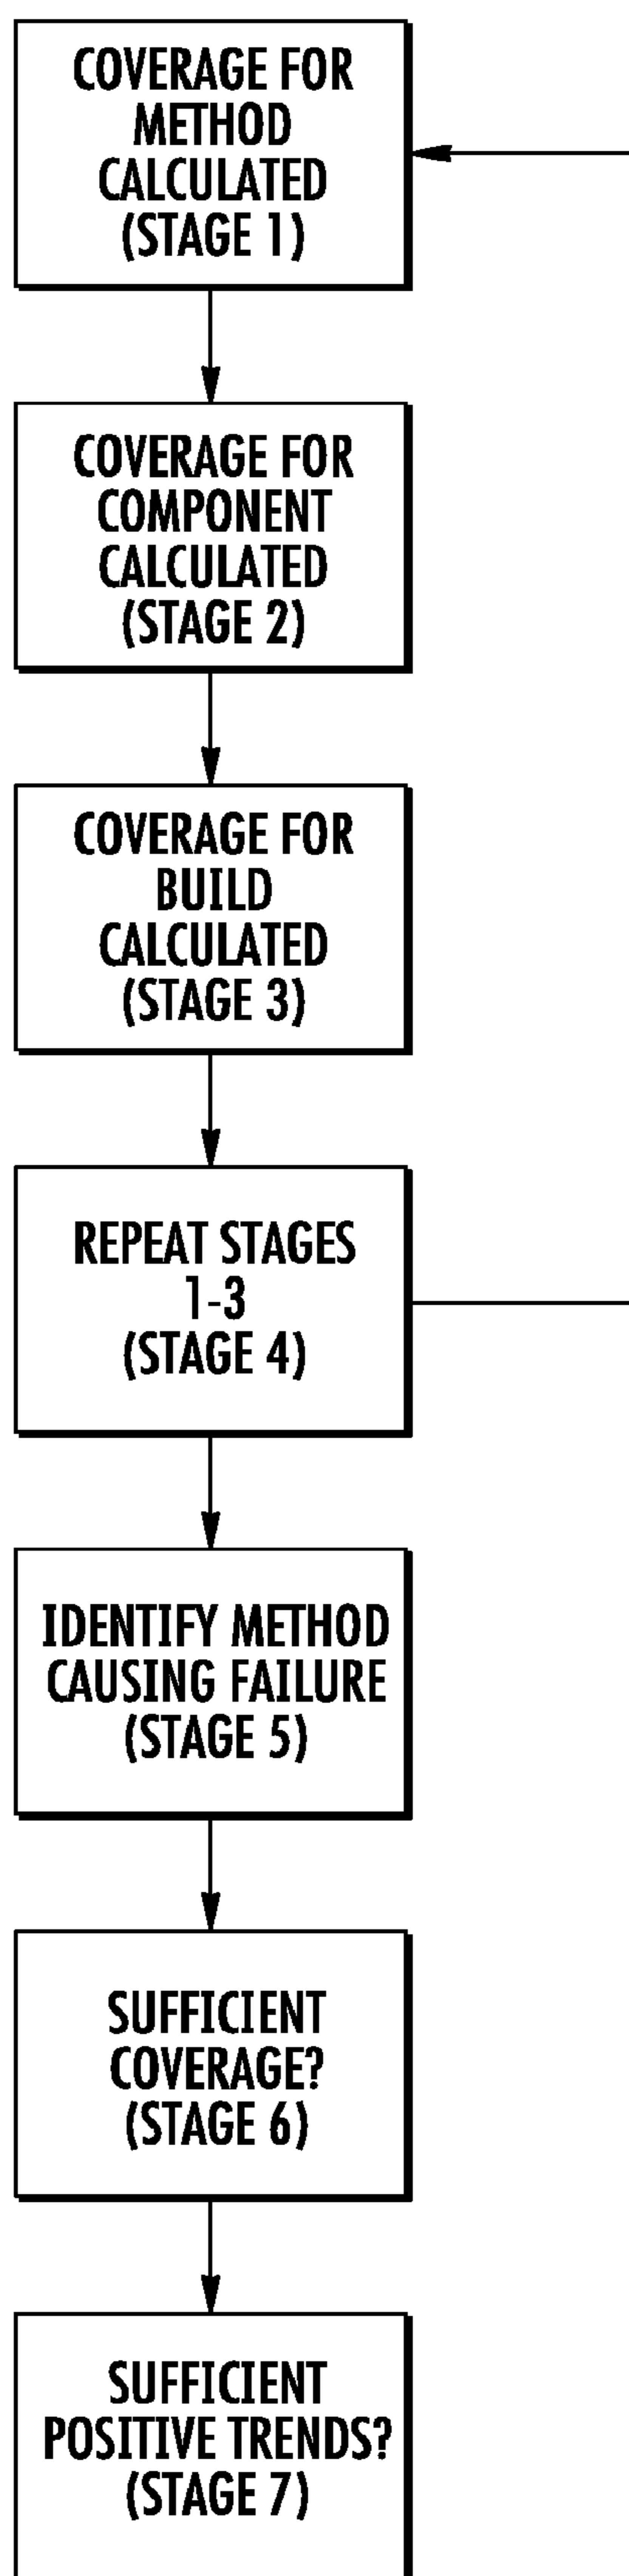 COVERAGE FOR
METHOD
CALCULATED
(STAGE 1)
COVERAGE FOR
COMPONENT
CALCULATED
(STAGE 2)
COVERAGE FOR
BUILD
CALCULATED
(STAGE 3)
REPEAT STAGES
1-3
(STAGE 4)
IDENTIFY METHOD
CAUSING FAILURE
(STAGE 5)
SUFFICIENT
COVERAGE?
(STAGE 6)
SUFFICIENT
POSITIVE TRENDS?
(STAGE 7)